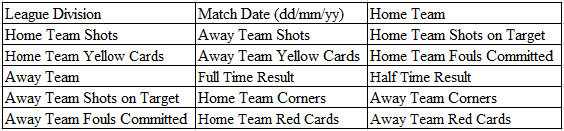 League Division Match Date (dd/mm/yy) Home Team
Home Team Shots Away Team Shots Home Team Shots on Target
Home Team Yellow Cards Away Team Yellow Cards Home Team Fouls Committed
Away Team Full Time Result Half Time Result
Away Team Shots on Target Home Team Corners Away Team Corners
Away Team Fouls Committed Home Team Red Cards Away Team Red Cards